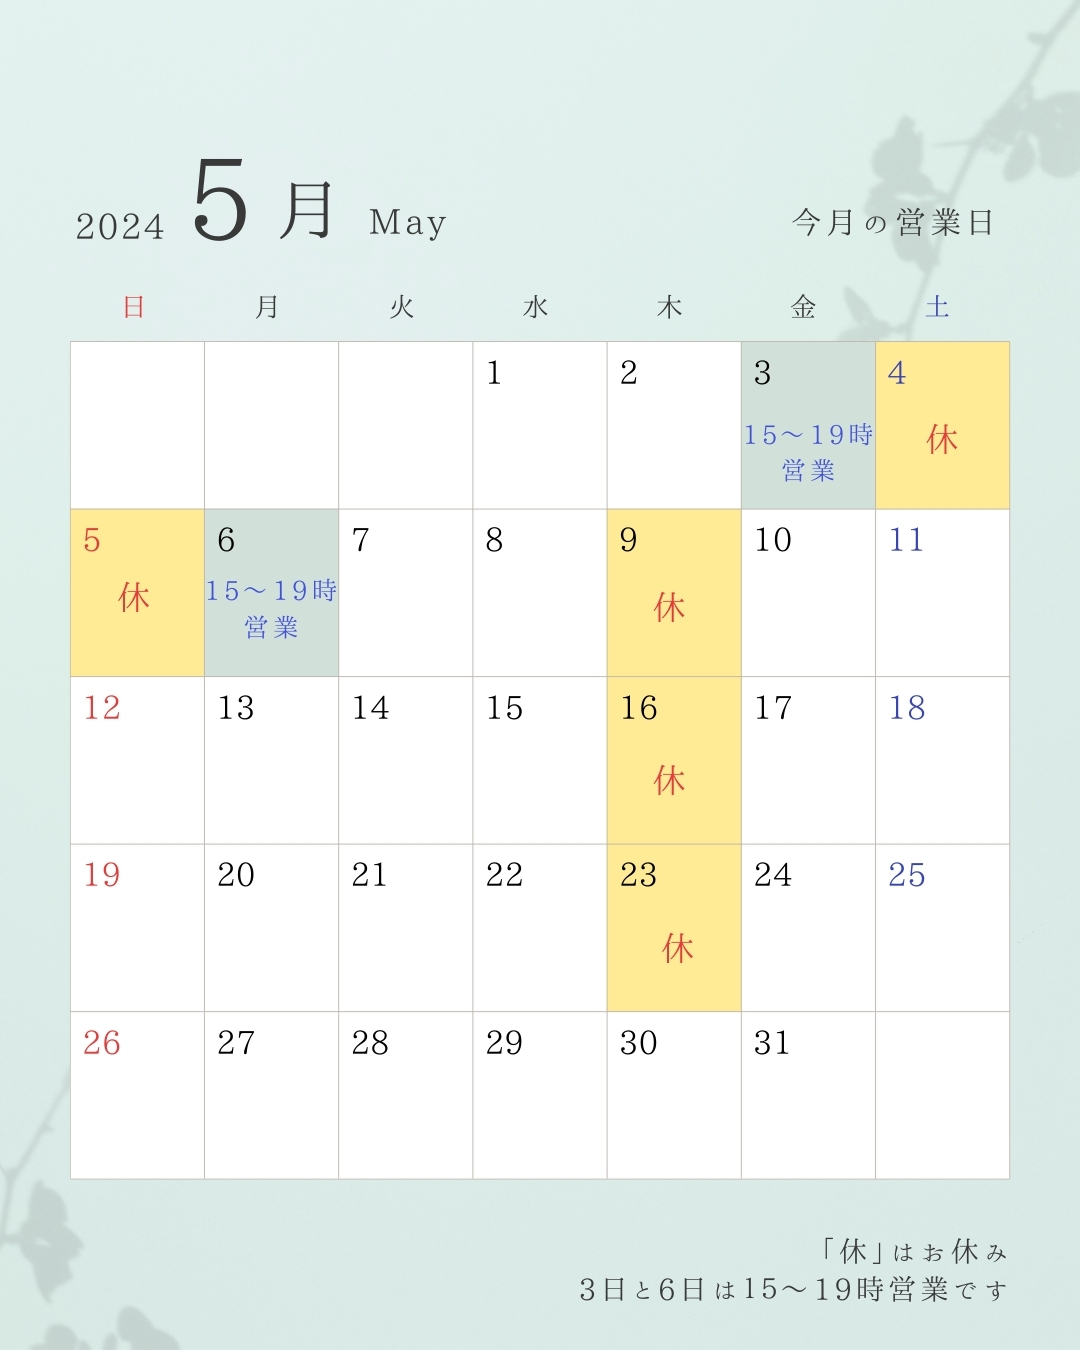 2024 5月 May
今月の営業日
日 月 火 水 木 金 土
1 2 3 4
15〜19時 休
営業
5 6 7 8 9 10 11
休 15〜19時 休
営業
12 13 14 15 16 17 18
休
19 20 21 22 23 24 25
休
26 27 28 29 30 31
「休」はお休み
3日と6日は15〜19時営業です